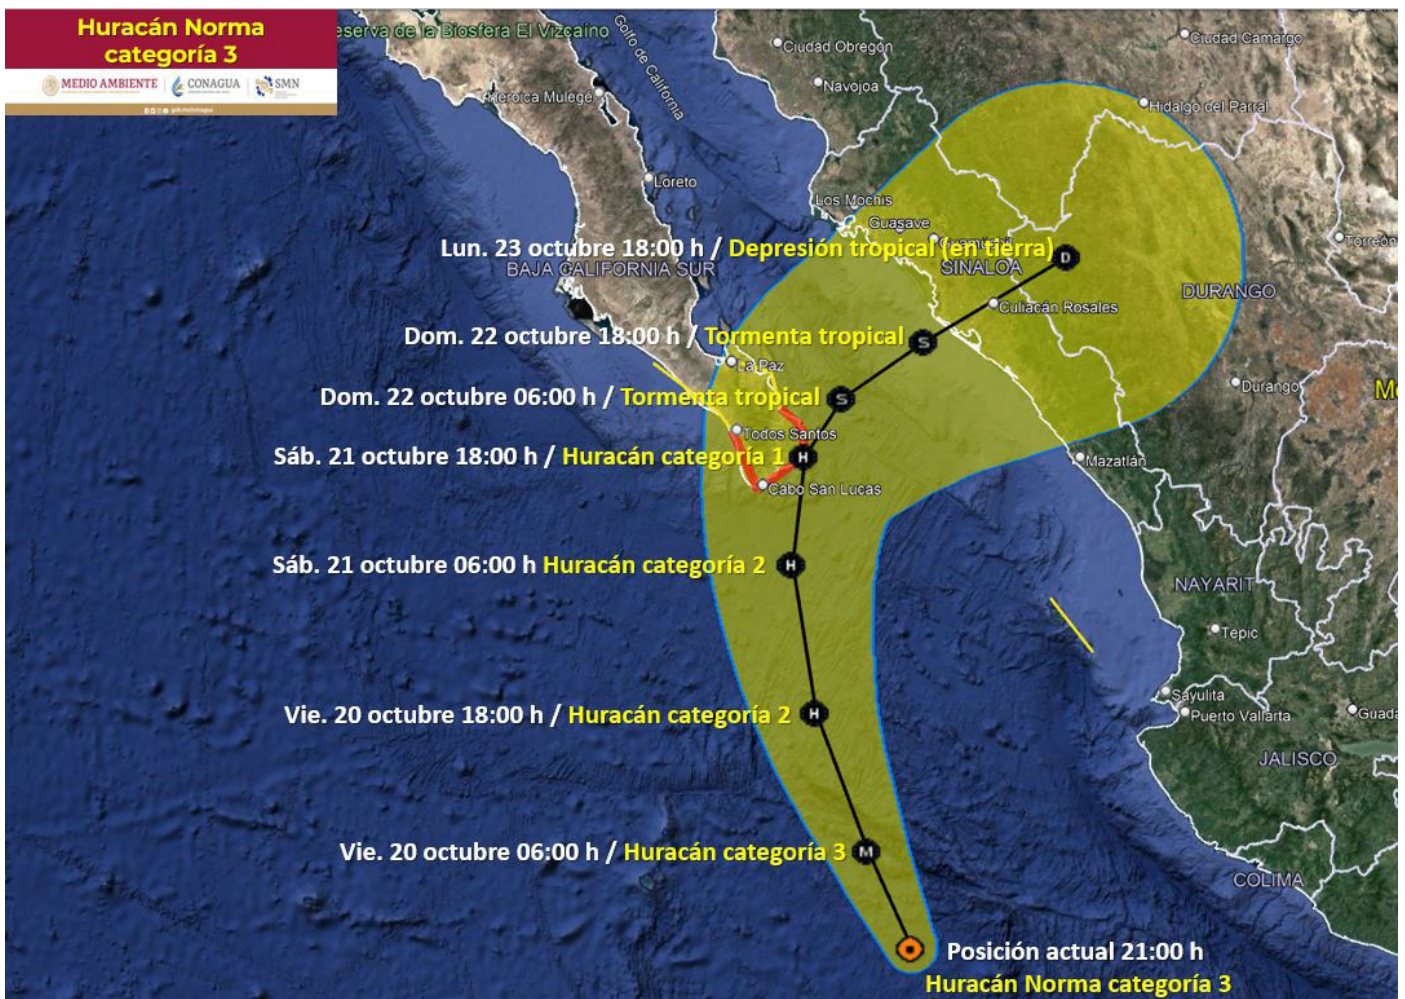 Huracán Norma
categoría 3
MEDIO AMBIENTE
CONAGUA
SMN
eserva de la Biosfera El Vizcaino
Golfo de California
Ciudad Obregón
Ciudad Camargo
Navojoa
Heroica Mulegé
Hidalgo del Parral
Loreto
Los Mochis
Guasave
Lun. 23 octubre 18:00 h / Depresión tropical (en tierra)
Torreón
BAJA CALIFORNIA SUR
SINALOA
D
DURANGO
Culiacán Rosales
Dom. 22 octubre 18:00 h / Tormenta tropical
S
La Paz
Durango
Dom. 22 octubre 06:00 h / Tormenta tropical
S
Todos Santos
Sáb. 21 octubre 18:00 h / Huracán categoría 1
H
Mazatlán
Cabo San Lucas
Sáb. 21 octubre 06:00 h Huracán categoría 2
H
NAYARIT
Tepic
Sayulita
Vie. 20 octubre 18:00 h / Huracán categoría 2
H
Puerto Vallarta
Guada
JALISCO
Vie. 20 octubre 06:00 h / Huracán categoría 3
M
COLIMA
Posición actual 21:00 h
Huracán Norma categoría 3